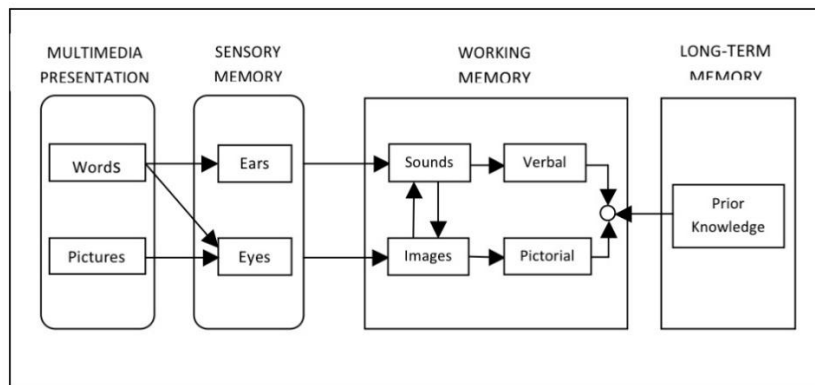 MULTIMEDIA
PRESENTATION
SENSORY
MEMORY
WORKING
MEMORY
LONG-TERM
MEMORY
Words
Ears
Sounds
Verbal
Prior
Knowledge
Pictures
Eyes
Images
Pictorial